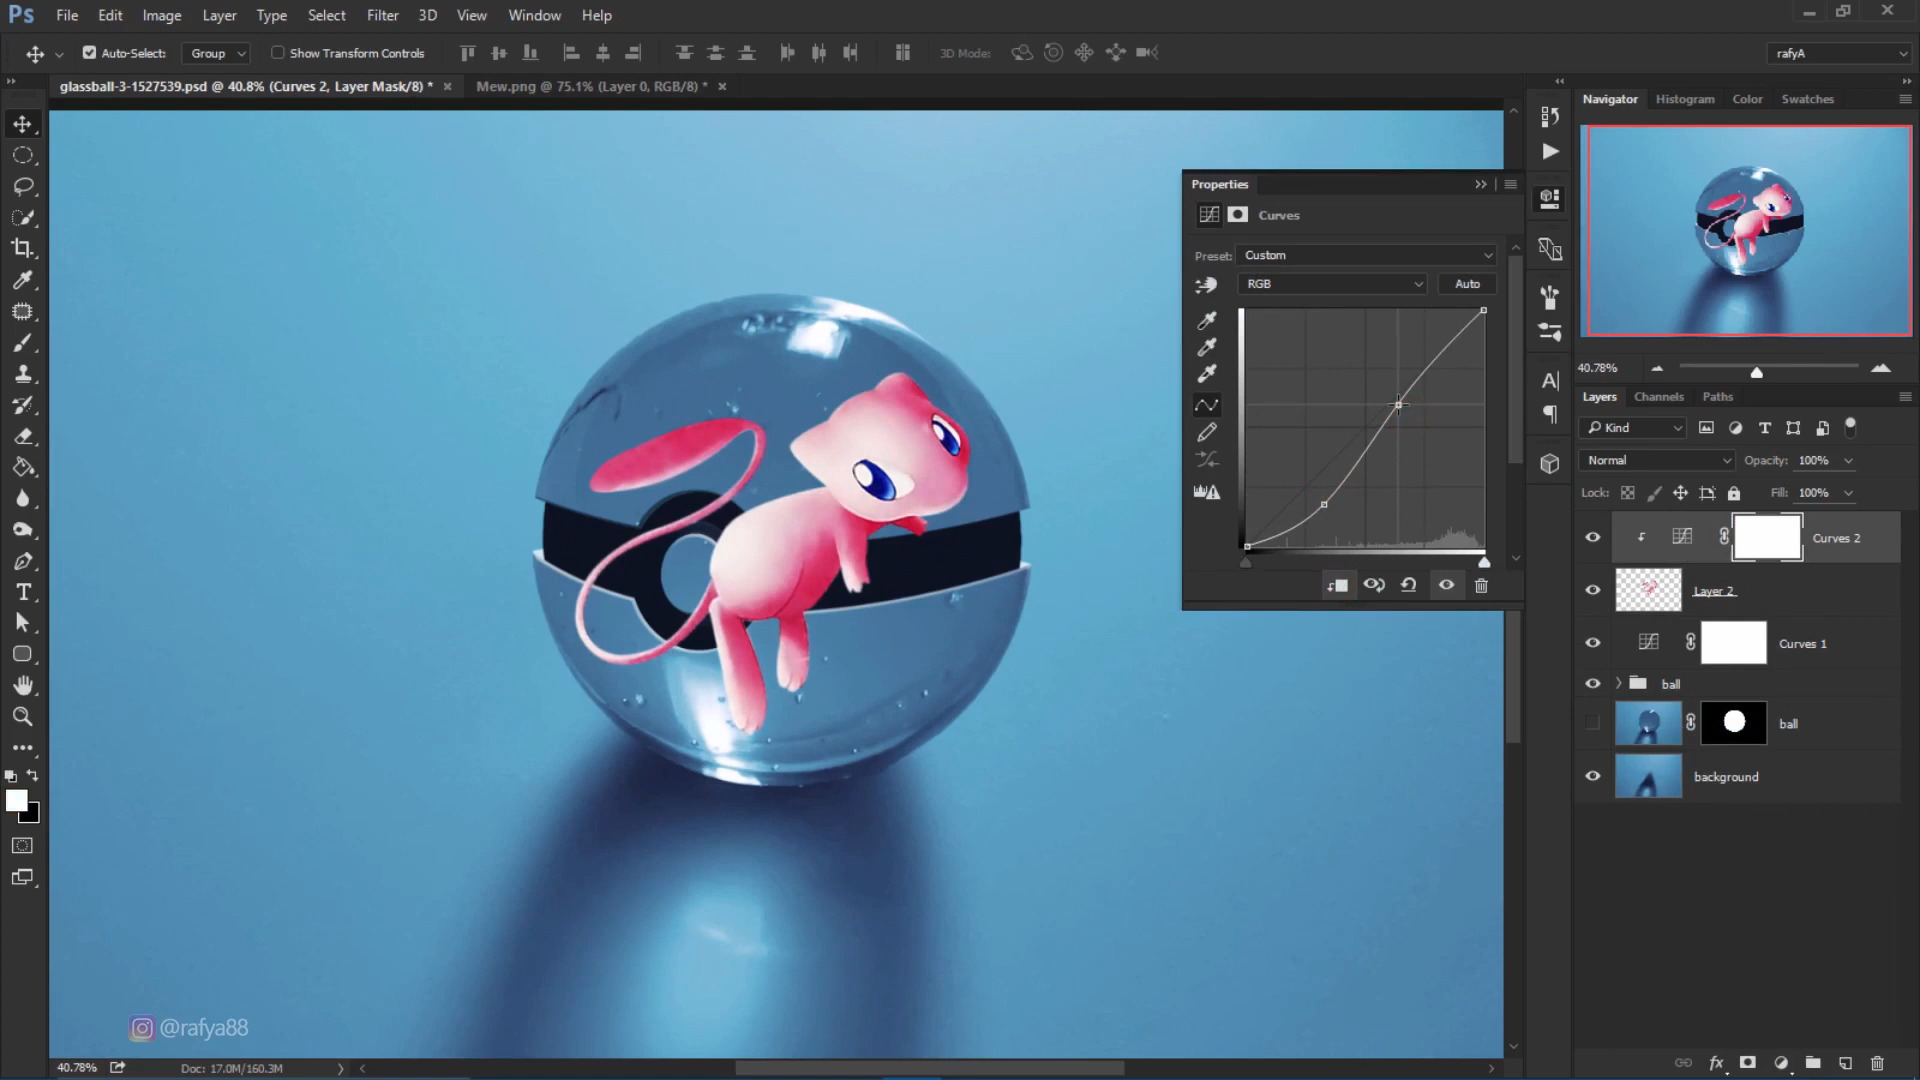 Ps File Edit Image Layer Type Select Filter 3D View Window Help
Auto-Select: Group Show Transform Controls 3D Mode: rafyA
glassball-3-1527539.psd @ 40.8% (Curves 2, Layer Mask/8) *
Mew.png @ 75.1% (Layer 0, RGB/8) *
Navigator Histogram Color Swatches
40.78%
Properties
Curves
Preset: Custom
RGB Auto
Layers Channels Paths
Kind
Normal Opacity: 100%
Lock: Fill: 100%
Curves 2
Layer 2
Curves 1
ball
ball
background
@rafya88
40.78% Doc: 17.0M/160.3M